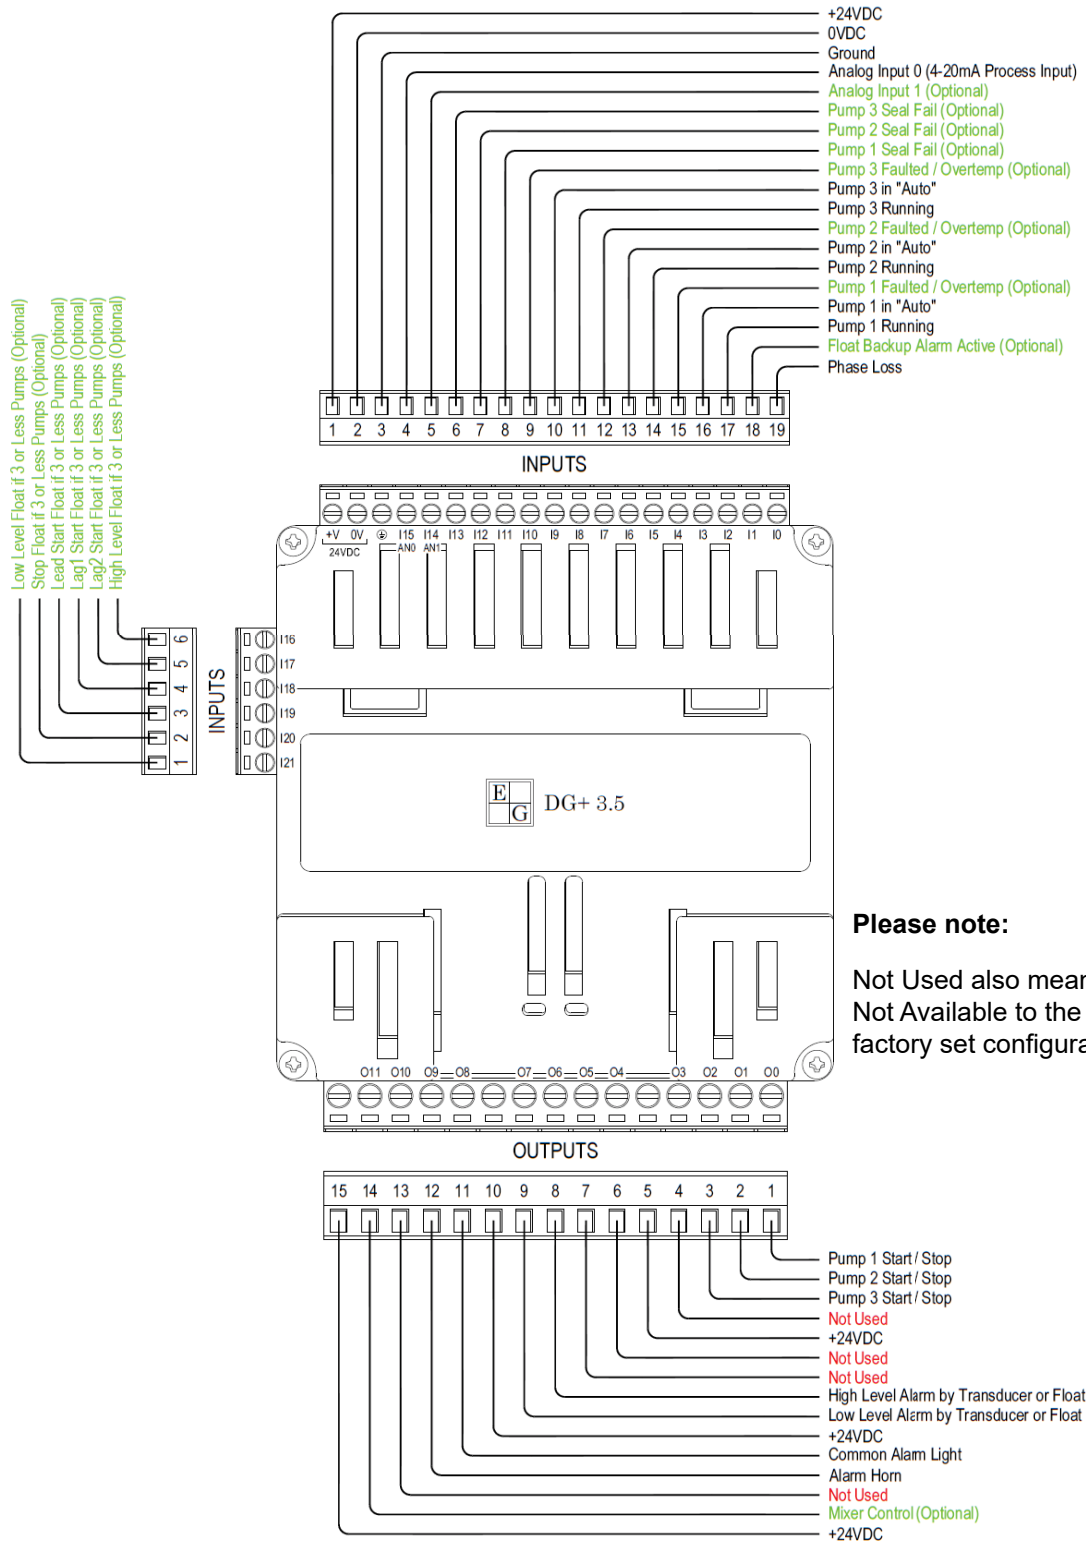 +24VDC
0VDC
Ground
Analog Input 0 (4-20mA Process Input)
Analog Input 1 (Optional)
Pump 3 Seal Fail (Optional)
Pump 2 Seal Fail (Optional)
Pump 1 Seal Fail (Optional)
Pump 3 Faulted / Overtemp (Optional)
Pump 3 in "Auto"
Pump 3 Running
Pump 2 Faulted / Overtemp (Optional)
Pump 2 in "Auto"
Pump 2 Running
Pump 1 Faulted / Overtemp (Optional)
Pump 1 in "Auto"
Pump 1 Running
Float Backup Alarm Active (Optional)
Phase Loss
Low Level Float if 3 or Less Pumps (Optional)
Stop Float if 3 or Less Pumps (Optional)
Lead Start Float if 3 or Less Pumps (Optional)
Lag1 Start Float if 3 or Less Pumps (Optional)
Lag2 Start Float if 3 or Less Pumps (Optional)
High Level Float if 3 or Less Pumps (Optional)
1 2 3 4 5 6 7 8 9 10 11 12 13 14 15 16 17 18 19
INPUTS
+V 0V I15 I14 I13 I12 I11 I10 I9 I8 I7 I6 I5 I4 I3 I2 I1 I0
24VDC AN0 AN1
6
5
4
3
2
1
INPUTS
I16
I17
I18
I19
I20
I21
E G DG+ 3.5
Please note:
Not Used also mean
Not Available to the
factory set configura
O11 O10 O9 O8 O7 O6 O5 O4 O3 O2 O1 O0
OUTPUTS
15 14 13 12 11 10 9 8 7 6 5 4 3 2 1
Pump 1 Start / Stop
Pump 2 Start / Stop
Pump 3 Start / Stop
Not Used
+24VDC
Not Used
Not Used
High Level Alarm by Transducer or Float
Low Level Alarm by Transducer or Float
+24VDC
Common Alarm Light
Alarm Horn
Not Used
Mixer Control (Optional)
+24VDC